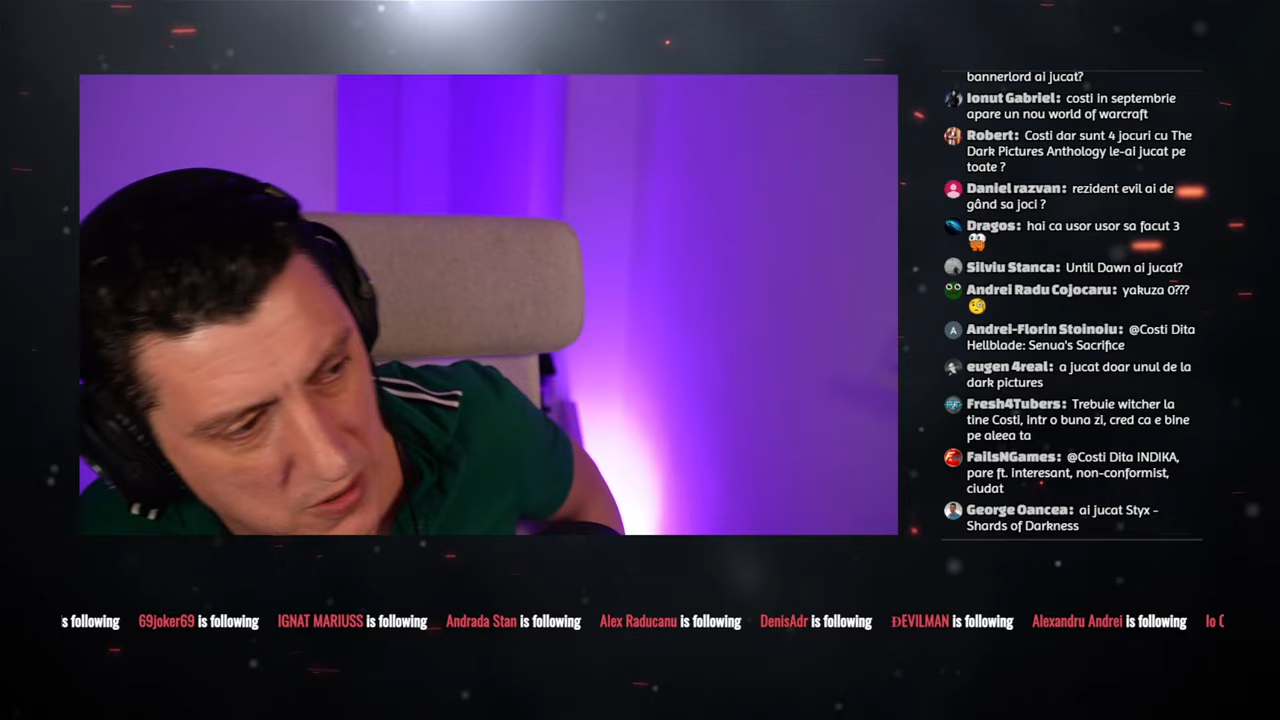 bannerlord ai jucat?
Ionut Gabriel: costi in septembrie
apare un nou world of warcraft
Robert: Costi dar sunt 4 jocuri cu The
Dark Pictures Anthology le-ai jucat pe
toate ?
Daniel razvan: rezident evil ai de
gând sa joci ?
Dragos: hai ca usor usor sa facut 3
Silviu Stanca: Until Dawn ai jucat?
Andrei Radu Cojocaru: yakuza 0???
A Andrei-Florin Stoinoiu: @Costi Dita
Hellblade: Senua's Sacrifice
eugen 4real: a jucat doar unul de la
dark pictures
Fresh4Tubers: Trebuie witcher la
tine Costi, intr o buna zi, cred ca e bine
pe aleea ta
FailsNGames: @Costi Dita INDIKA,
pare ft. interesant, non-conformist,
ciudat
George Oancea: ai jucat Styx -
Shards of Darkness
s following 69joker69 is following IGNAT MARIUSS is following Andrada Stan is following Alex Raducanu is following DenisAdr is following ĐEVILMAN is following Alexandru Andrei is following Io